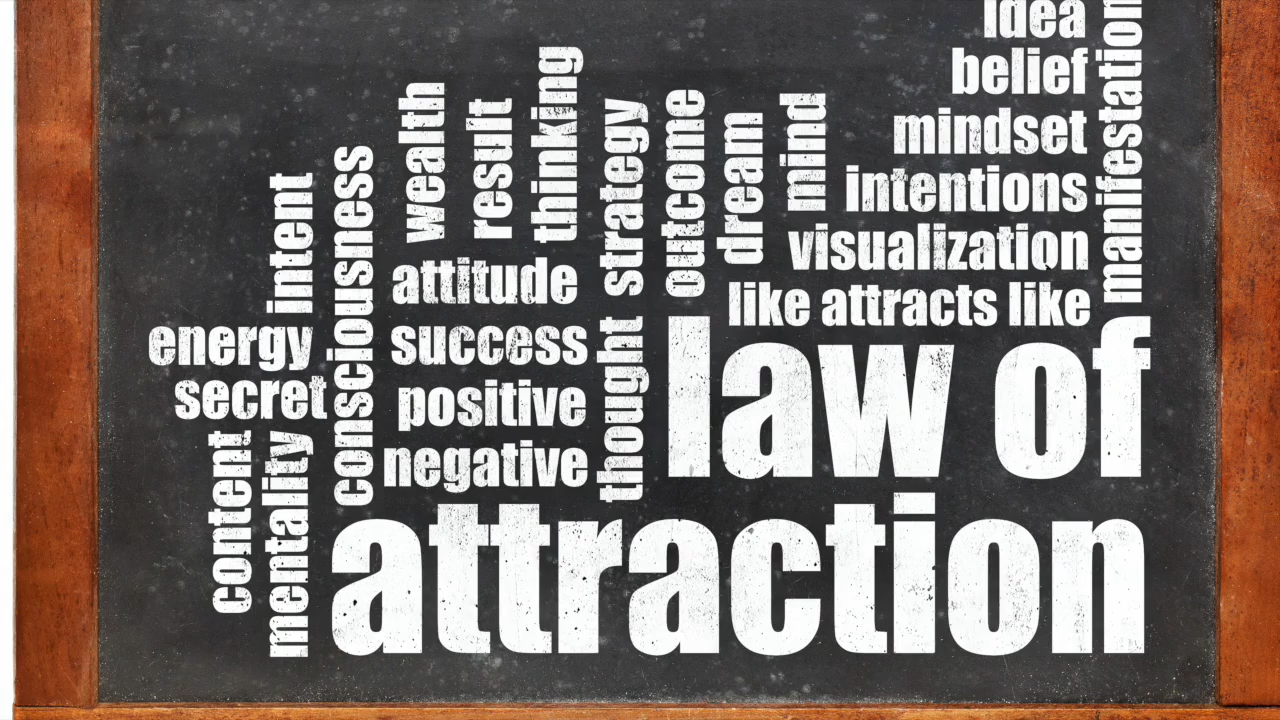 idea
belief
mindset
intentions
visualization
like attracts like
manifestation
mind
dream
outcome
strategy
thinking
result
wealth
attitude
success
positive
negative
thought
consciousness
intent
energy
secret
content
mentality
law of
attraction